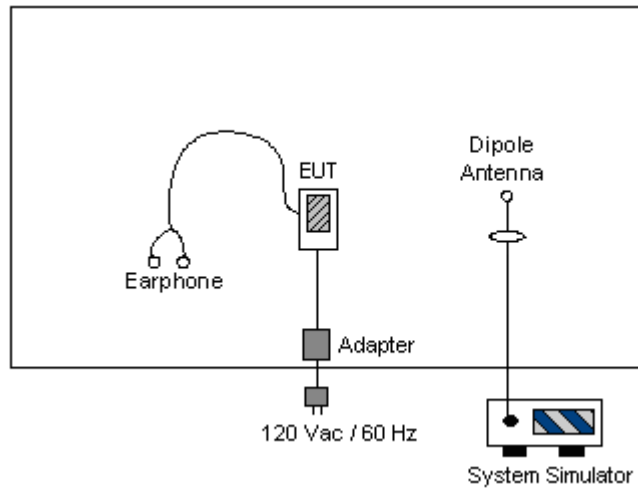 Dipole
Antenna
EUT
Earphone
Adapter
120 Vac / 60 Hz
System Simulator